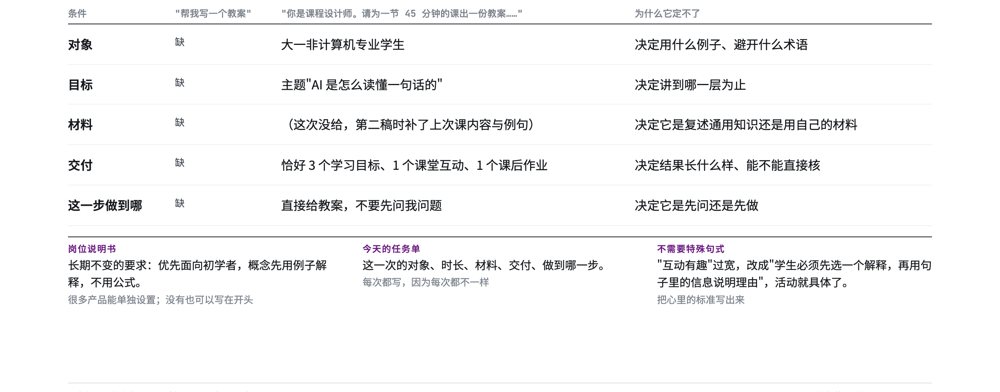 条件 "帮我写一个教案" "你是课程设计师。请为一节 45 分钟的课出一份教案……" 为什么它定不了
对象 缺 大一非计算机专业学生 决定用什么例子、避开什么术语
目标 缺 主题"AI 是怎么读懂一句话的" 决定讲到哪一层为止
材料 缺 （这次没给，第二稿时补了上次课内容与例句） 决定它是复述通用知识还是用自己的材料
交付 缺 恰好 3 个学习目标、1 个课堂互动、1 个课后作业 决定结果长什么样、能不能直接核
这一步做到哪 缺 直接给教案，不要先问我问题 决定它是先问还是先做
岗位说明书
长期不变的要求：优先面向初学者，概念先用例子解
释，不用公式。
很多产品能单独设置；没有也可以写在开头
今天的任务单
这一次的对象、时长、材料、交付、做到哪一步。
每次都写，因为每次都不一样
不需要特殊句式
"互动有趣"过宽，改成"学生必须先选一个解释，再用句
子里的信息说明理由"，活动就具体了。
把心里的标准写出来